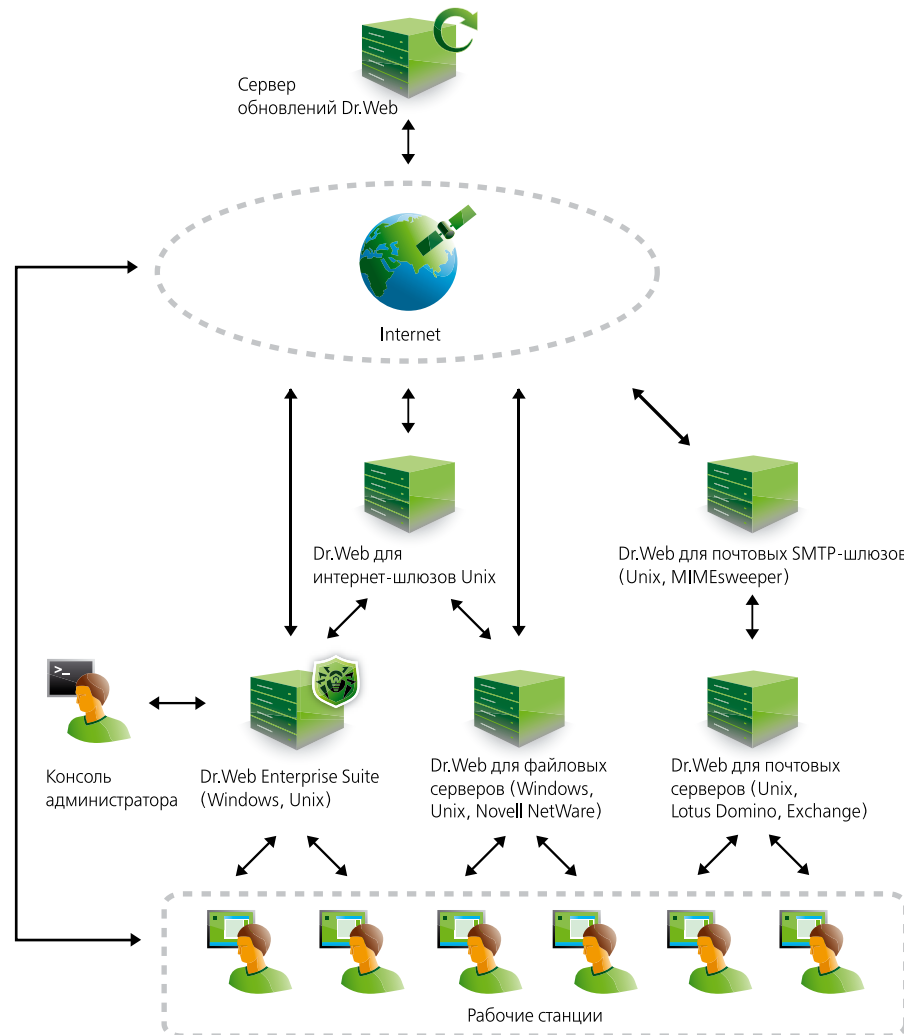 Сервер
обновлений Dr.Web
Internet
Dr.Web для
интернет-шлюзов Unix
Dr.Web для почтовых SMTP-шлюзов
(Unix, MIMEsweeper)
>_
Консоль
администратора
Dr.Web Enterprise Suite
(Windows, Unix)
Dr.Web для файловых
серверов (Windows,
Unix, Novell NetWare)
Dr.Web для почтовых
серверов (Unix,
Lotus Domino, Exchange)
Рабочие станции